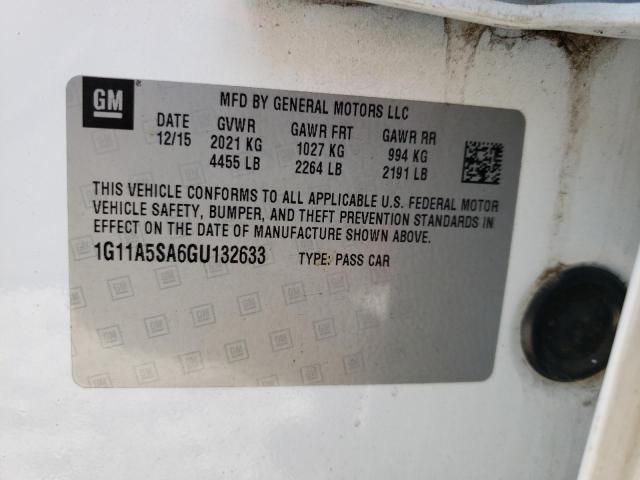 GM
MFD BY GENERAL MOTORS LLC
DATE GVWR GAWR FRT GAWR RR
12/15 2021 KG 1027 KG 994 KG
4455 LB 2264 LB 2191 LB
THIS VEHICLE CONFORMS TO ALL APPLICABLE U.S. FEDERAL MOTOR
VEHICLE SAFETY, BUMPER, AND THEFT PREVENTION STANDARDS IN
EFFECT ON THE DATE OF MANUFACTURE SHOWN ABOVE.
1G11A5SA6GU132633 TYPE: PASS CAR